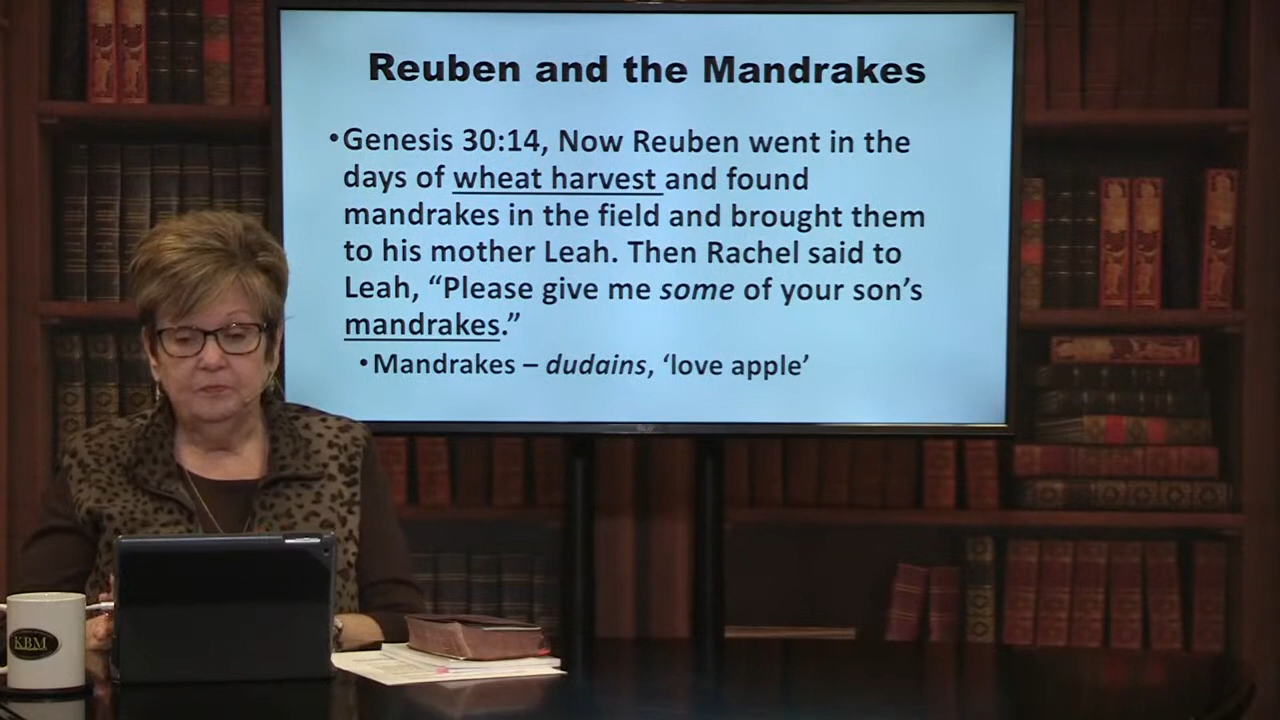 Reuben and the Mandrakes
•Genesis 30:14, Now Reuben went in the
days of wheat harvest and found
mandrakes in the field and brought them
to his mother Leah. Then Rachel said to
Leah, “Please give me some of your son’s
mandrakes.”
•Mandrakes – dudains, ‘love apple’
KBM